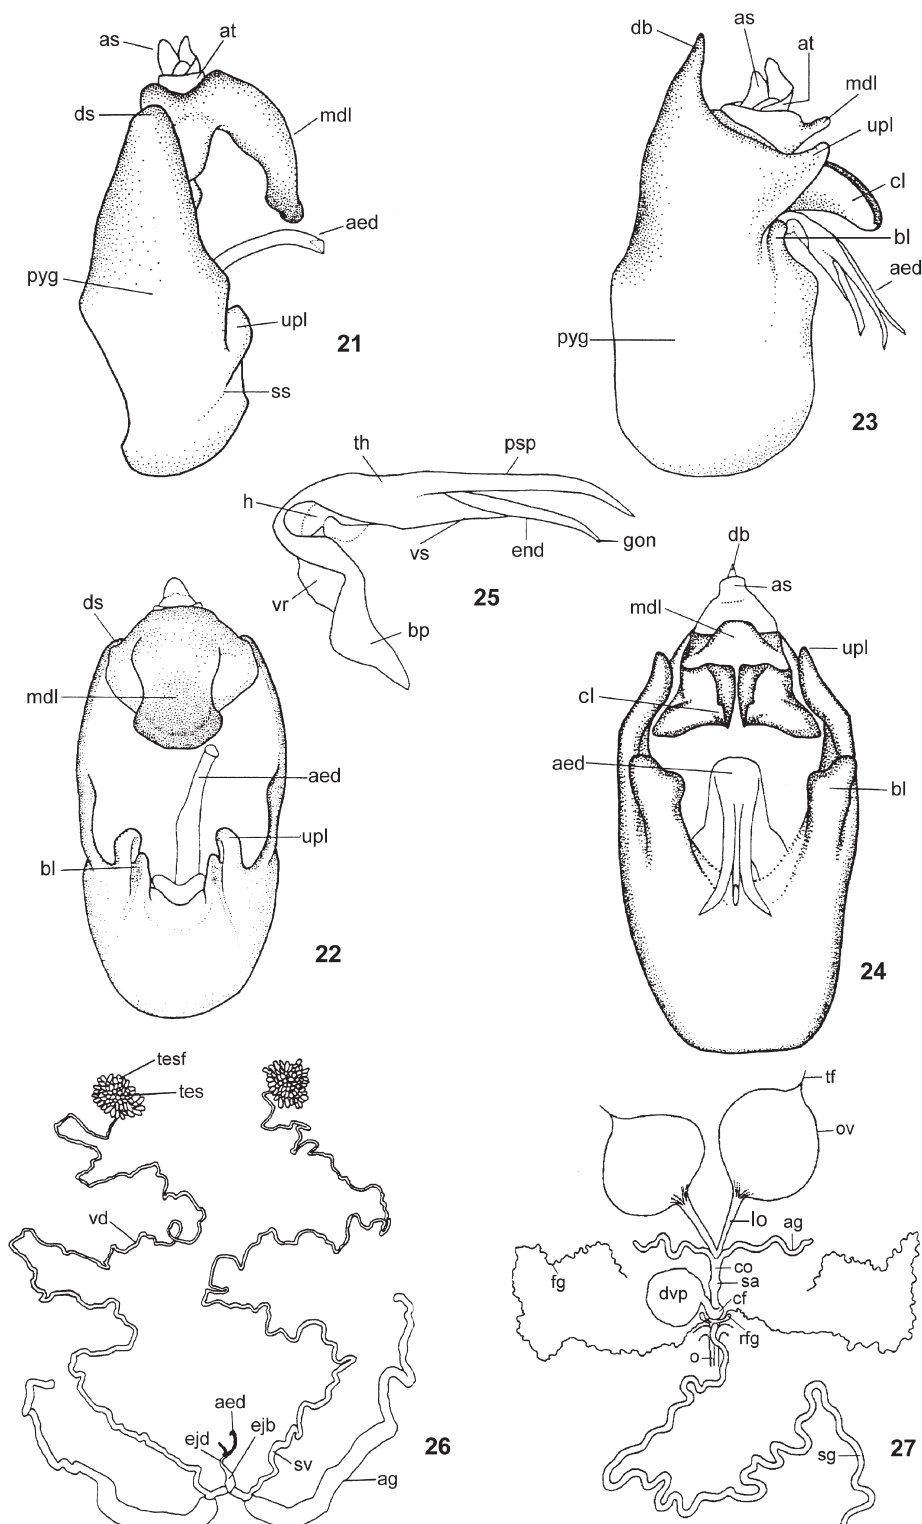 as
at
ds
mdl
aed
pyg
upl
21
ss
db
as
at
mdl
upl
cl
bl
aed
pyg
23
th
psp
h
vs
end
gon
vr
25
bp
ds
mdl
aed
upl
bl
22
db
as
mdl
upl
cl
aed
bl
24
tesf
tes
vd
aed
ejd
ejb
sv
ag
26
tf
ov
lo
ag
fg
co
sa
dvp
cf
rfg
o
sg
27